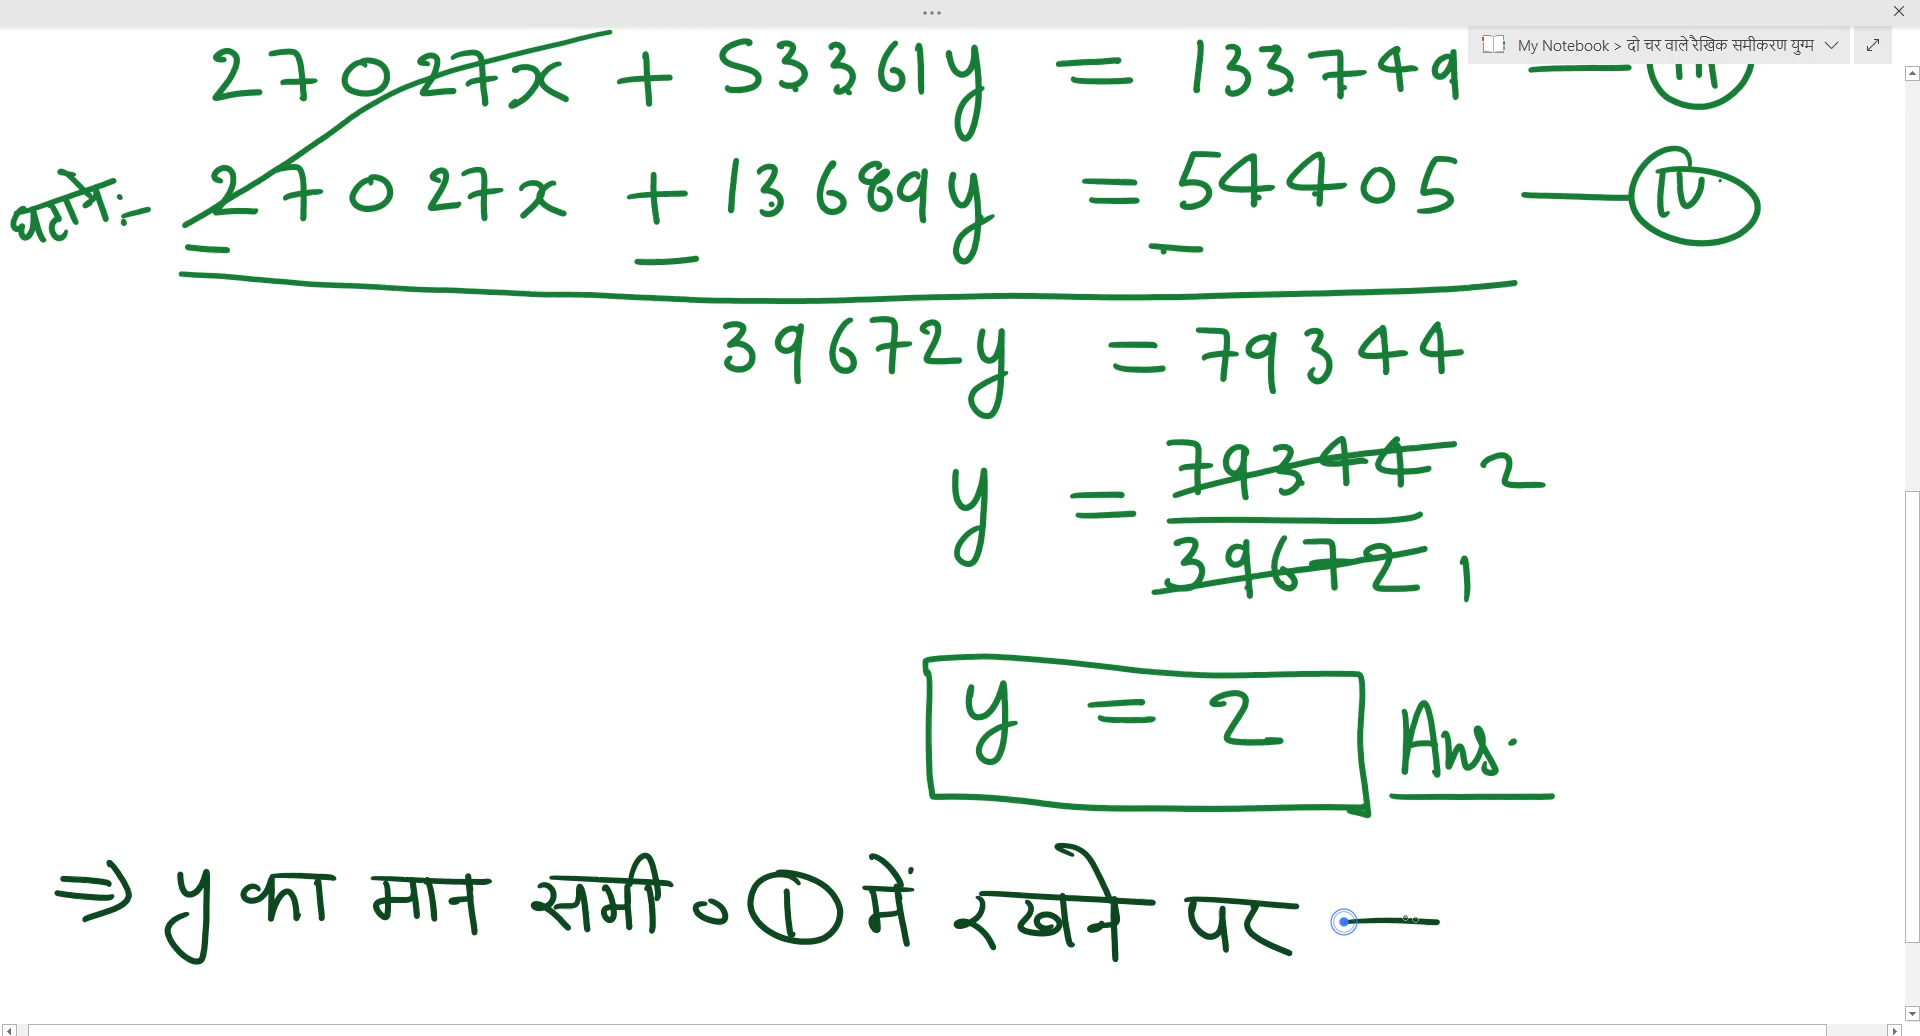 My Notebook > दो चर वाले रैखिक समीकरण युग्म
27027x + 53361y = 133749 — III
घटाने:- 27027x + 13689y = 54405 — IV
— — —
39672y = 79344
y = 79344 2
39672 1
y = 2 Ans.
⇒ y का मान समी० 1 में रखने पर —